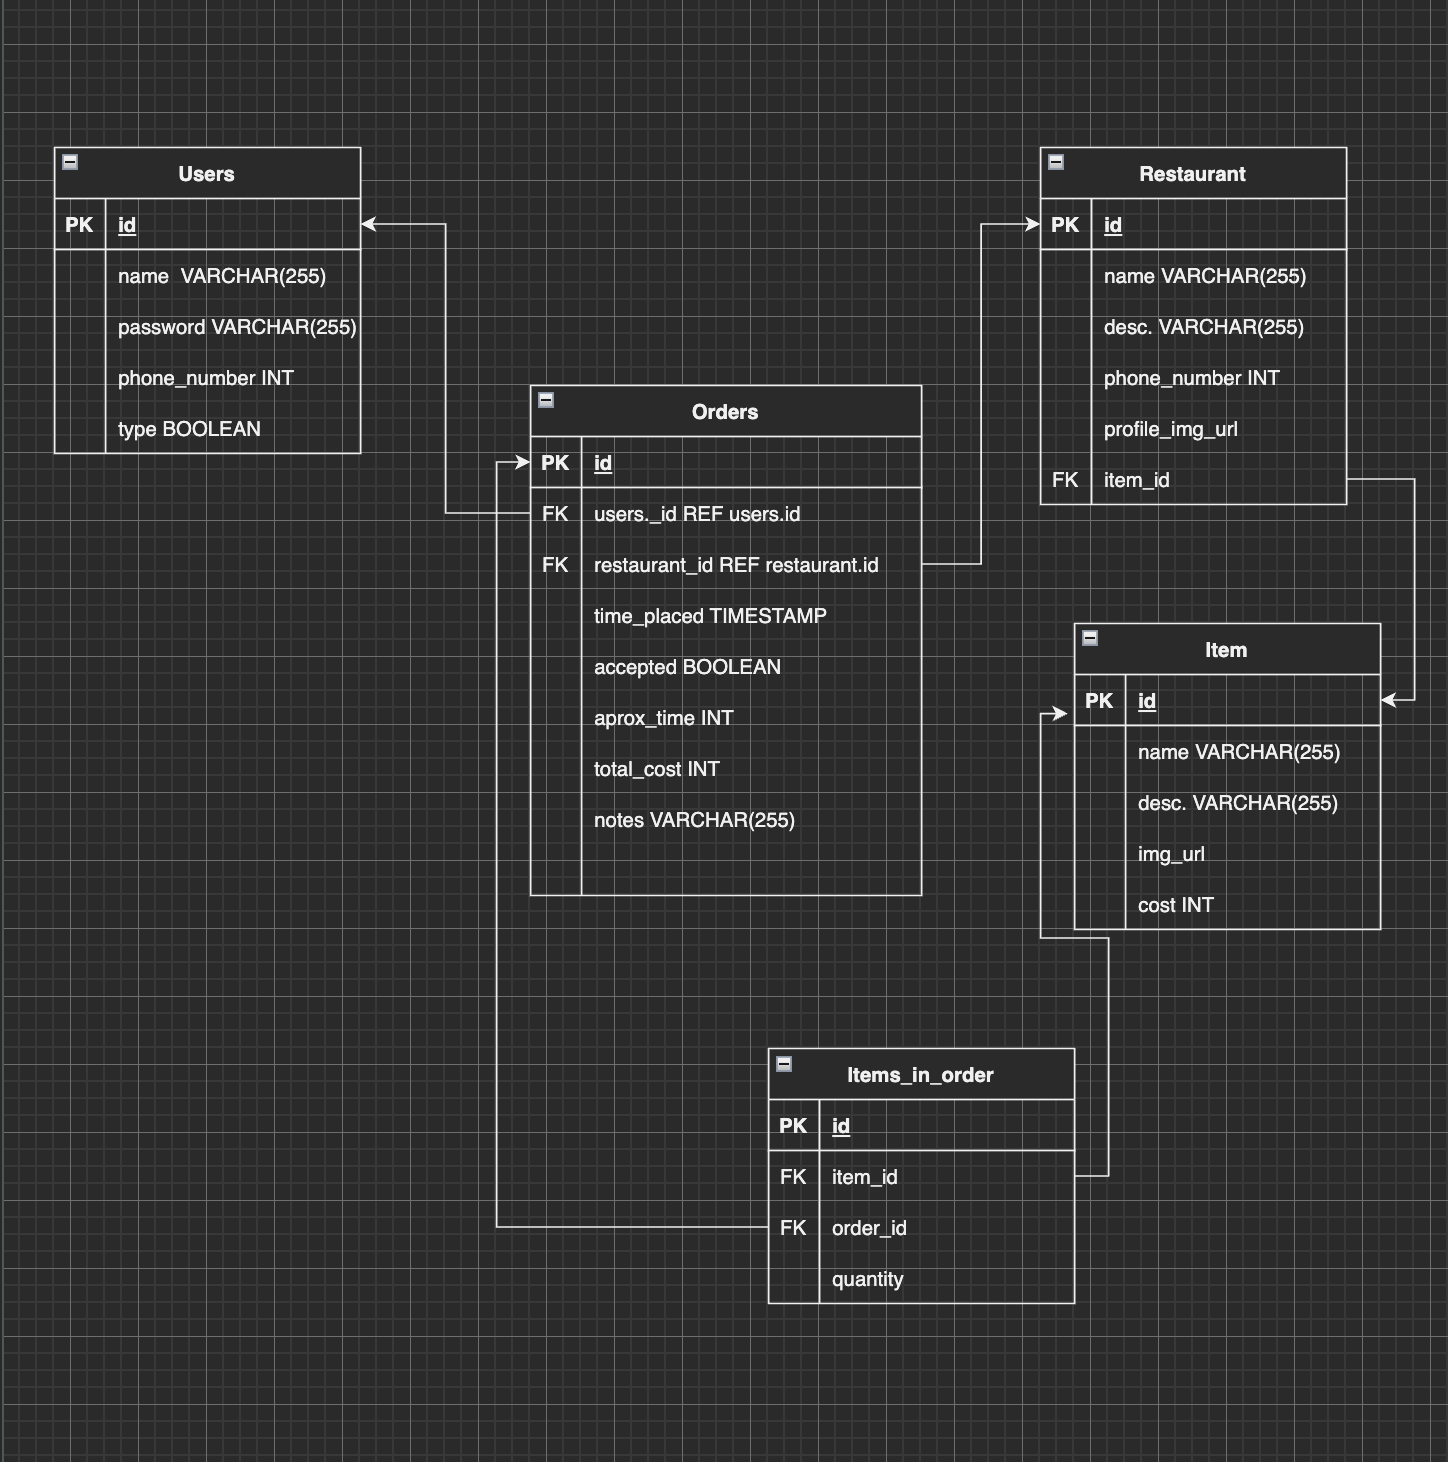 Users
PK id
name VARCHAR(255)
password VARCHAR(255)
phone_number INT
type BOOLEAN
Restaurant
PK id
name VARCHAR(255)
desc. VARCHAR(255)
phone_number INT
profile_img_url
FK item_id
Orders
PK id
FK users._id REF users.id
FK restaurant_id REF restaurant.id
time_placed TIMESTAMP
accepted BOOLEAN
aprox_time INT
total_cost INT
notes VARCHAR(255)
Item
PK id
name VARCHAR(255)
desc. VARCHAR(255)
img_url
cost INT
Items_in_order
PK id
FK item_id
FK order_id
quantity